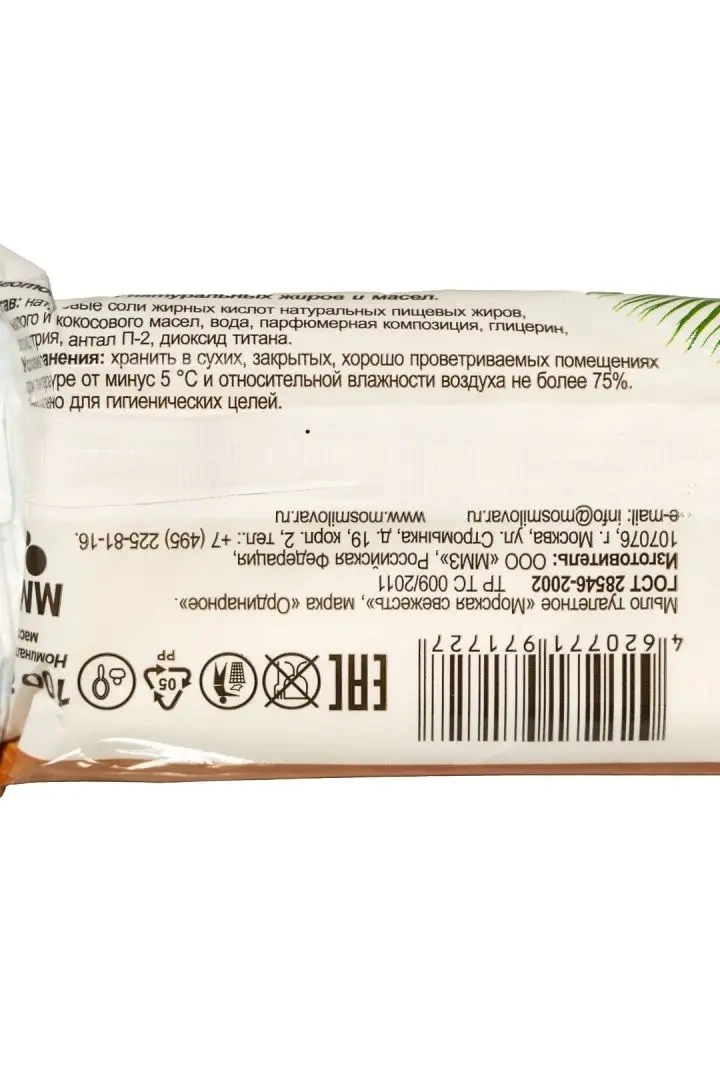 натуральных жиров и масел.
вые соли жирных кислот натуральных пищевых жиров,
кокосового масел, вода, парфюмерная композиция, глицерин,
антал П-2, диоксид титана.
хранить в сухих, закрытых, хорошо проветриваемых помещениях
от минус 5 °C и относительной влажности воздуха не более 75%.
для гигиенических целей.
Мыло туалетное «Морская свежесть», марка «Ординарное».
ГОСТ 28546-2002 ТР ТС 009/2011
Изготовитель: ООО «ММЗ», Российская Федерация,
107076, г. Москва, ул. Стромынка, д. 19, корп. 2, тел.: +7 (495) 225-81-16.
e-mail: info@mosmilovar.ru www.mosmilovar.ru
4 620771 971727
EAC
05
PP